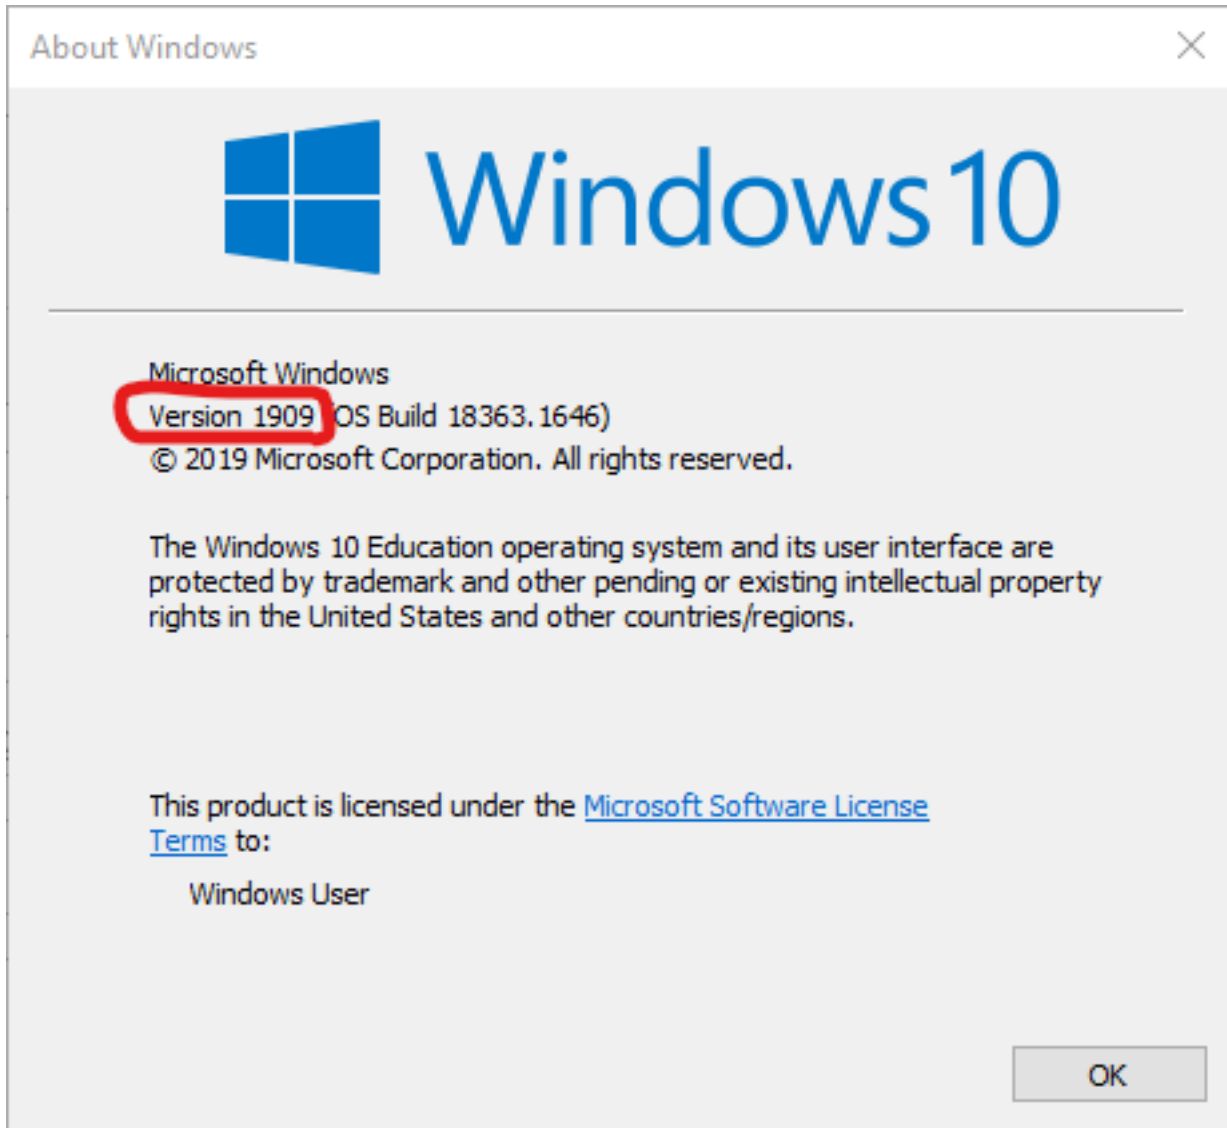 About Windows
Windows 10
Microsoft Windows
Version 1909 (OS Build 18363.1646)
© 2019 Microsoft Corporation. All rights reserved.
The Windows 10 Education operating system and its user interface are
protected by trademark and other pending or existing intellectual property
rights in the United States and other countries/regions.
This product is licensed under the Microsoft Software License
Terms to:
Windows User
OK